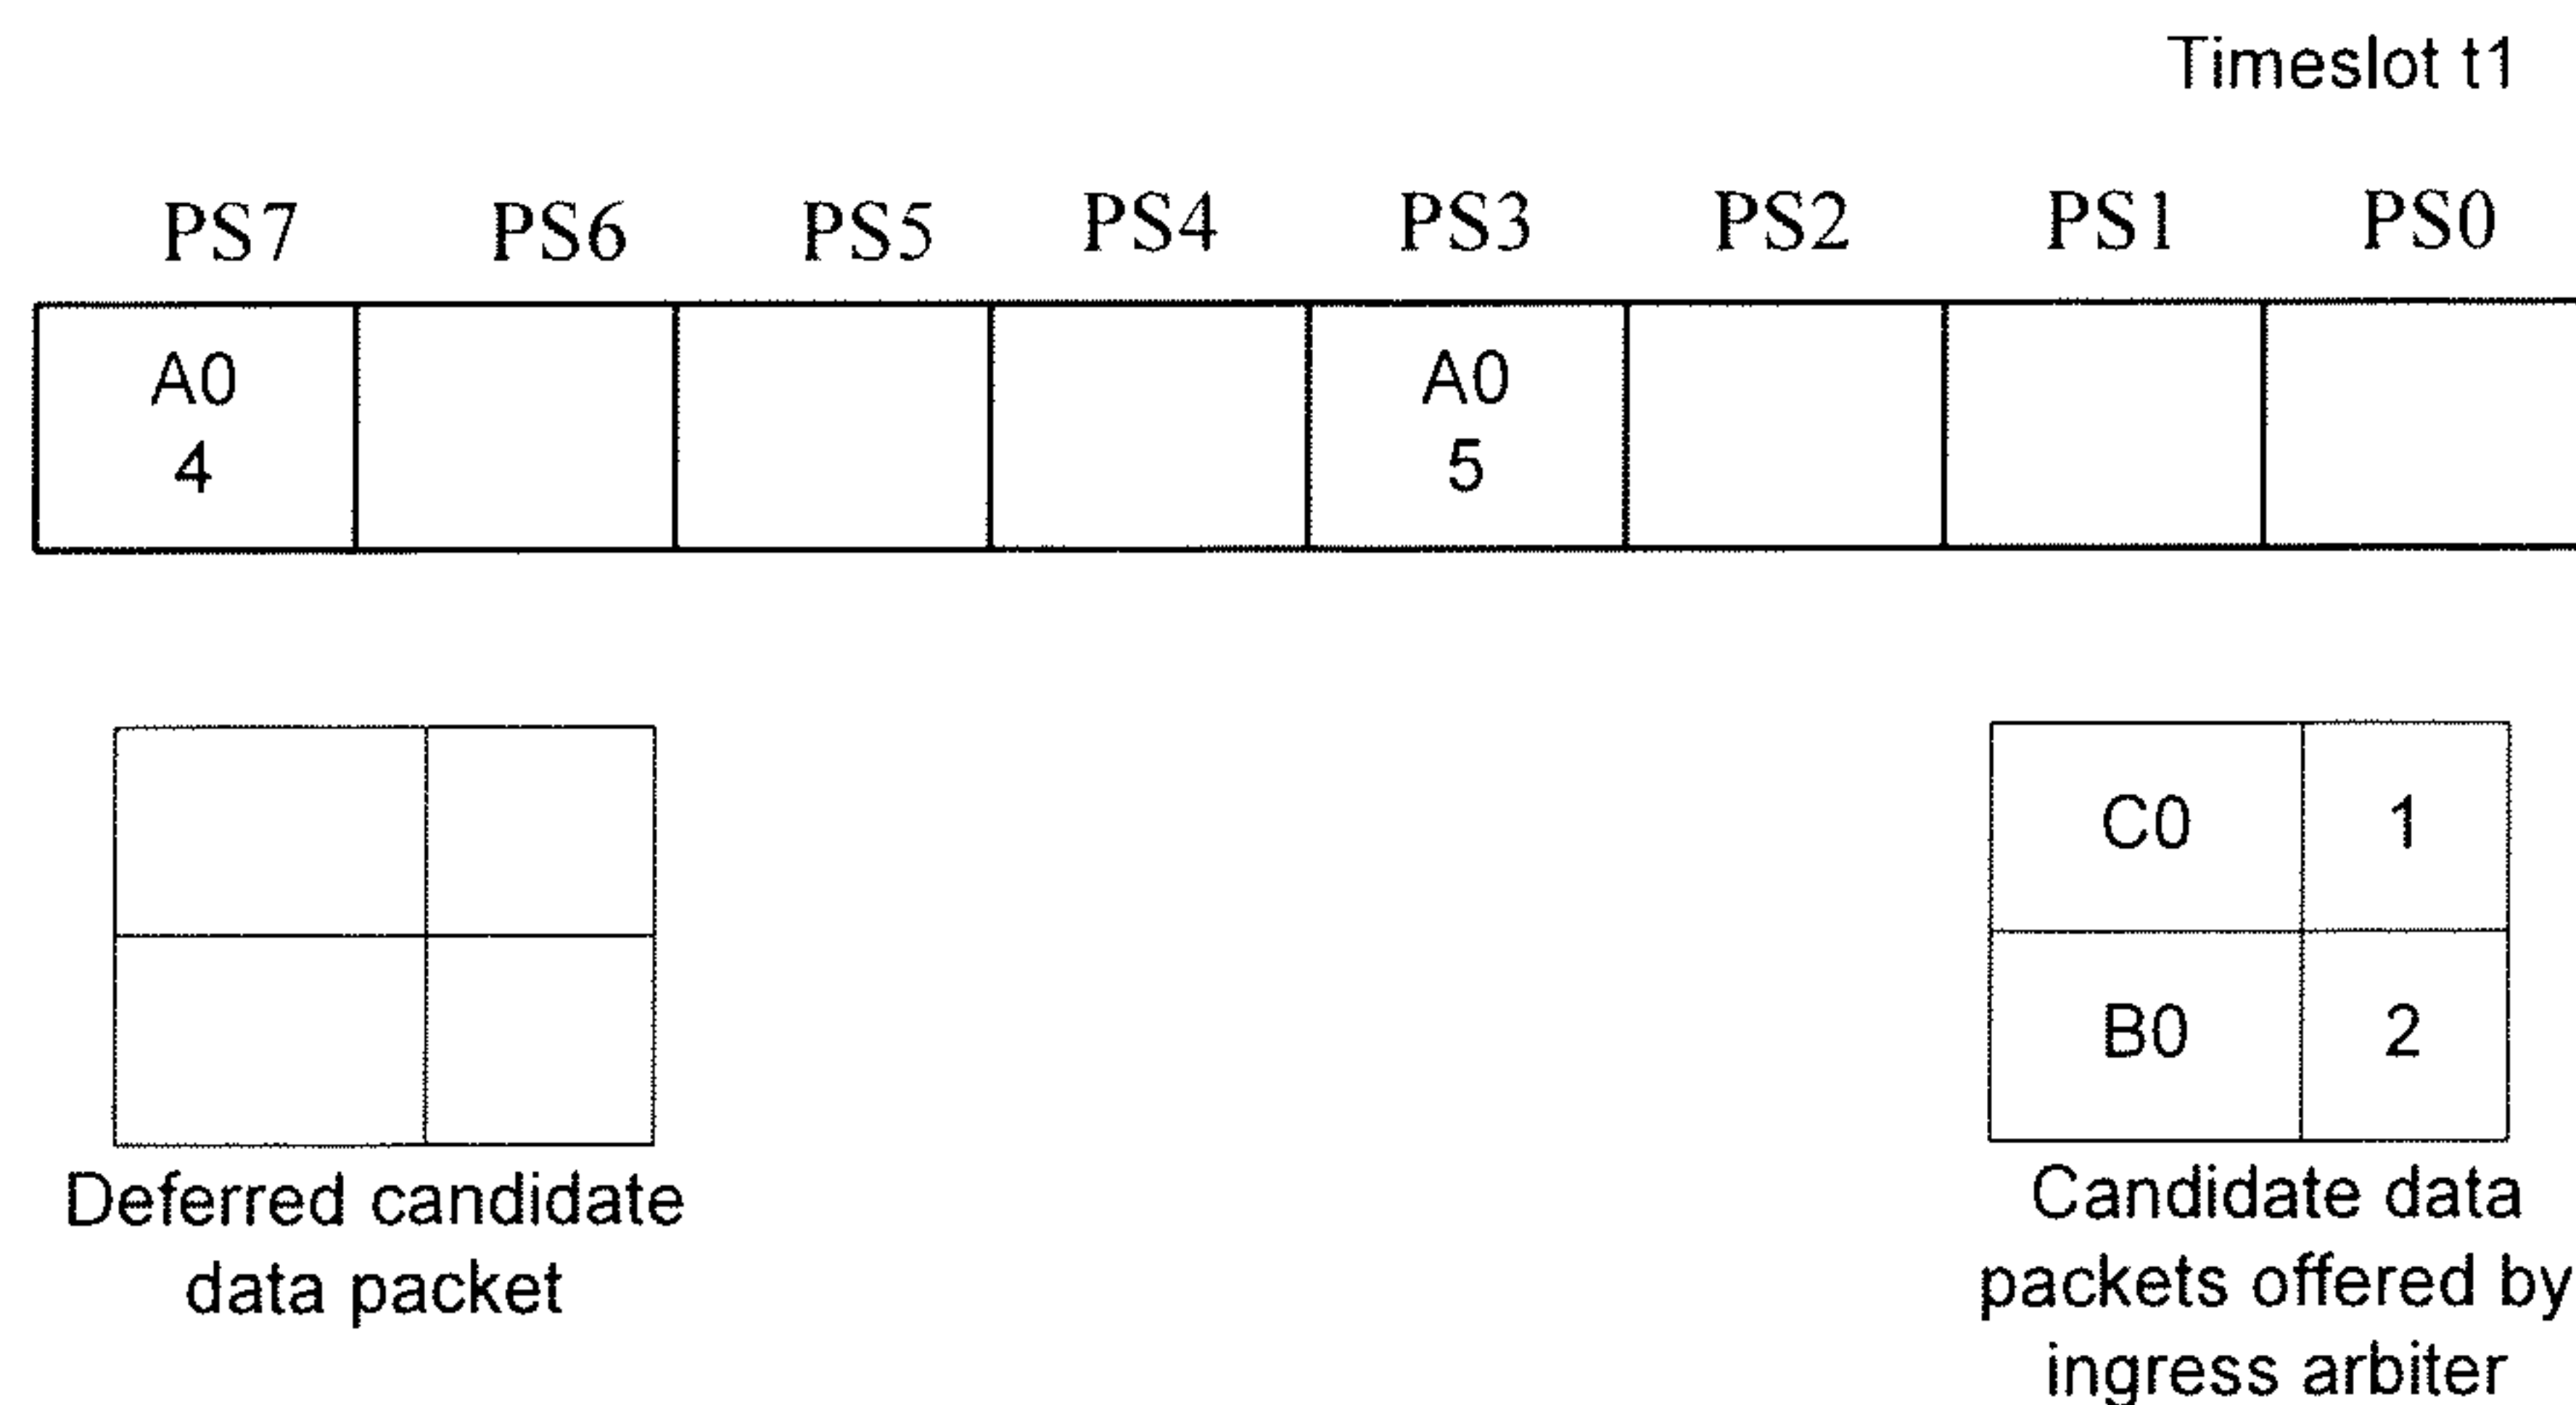 Timeslot t1
PS7 PS6 PS5 PS4 PS3 PS2 PS1 PS0
A0 A0
4 5
C0 1
B0 2
Deferred candidate
data packet
Candidate data
packets offered by
ingress arbiter